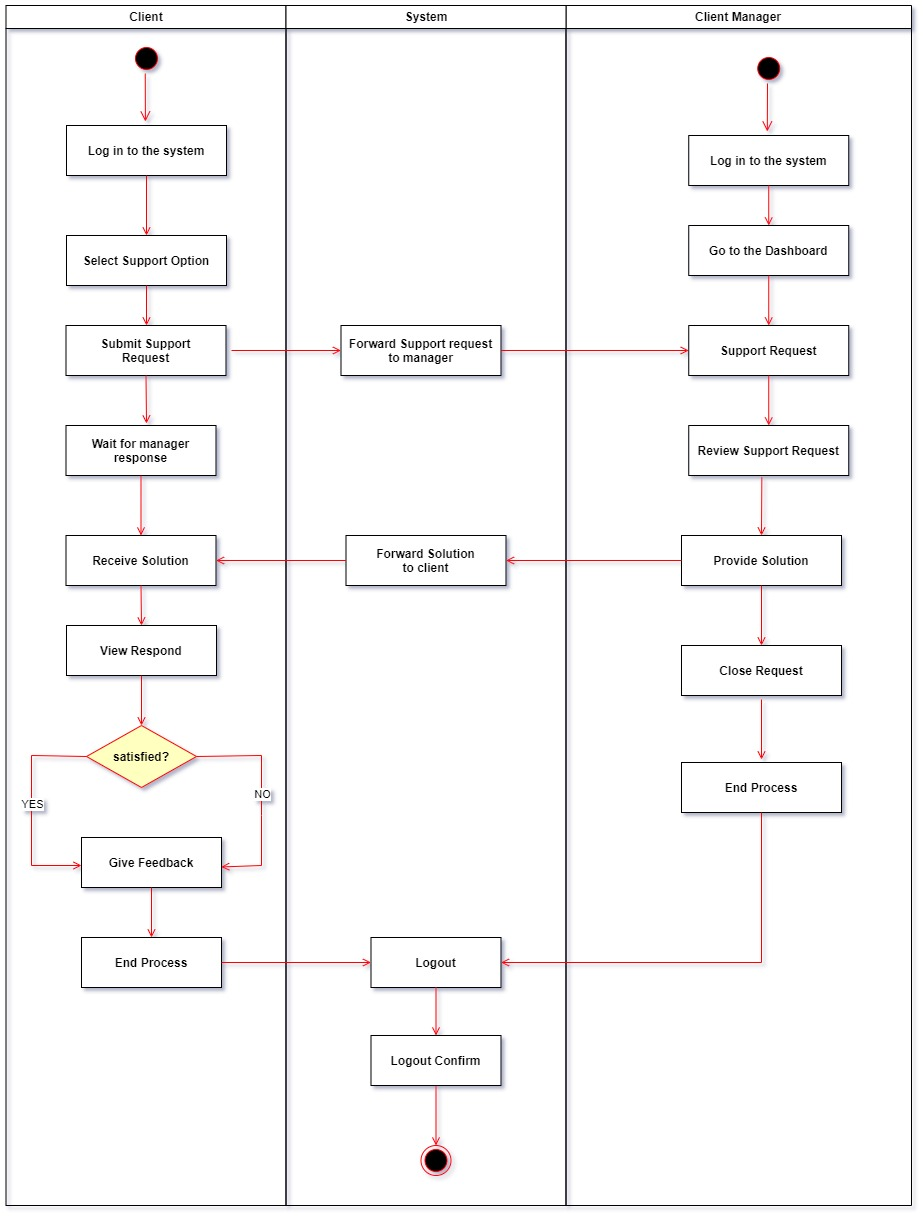 Client
System
Client Manager
Log in to the system
Log in to the system
Select Support Option
Go to the Dashboard
Submit Support
Request
Forward Support request
to manager
Support Request
Wait for manager
response
Review Support Request
Receive Solution
Forward Solution
to client
Provide Solution
View Respond
Close Request
satisfied?
YES
NO
End Process
Give Feedback
End Process
Logout
Logout Confirm